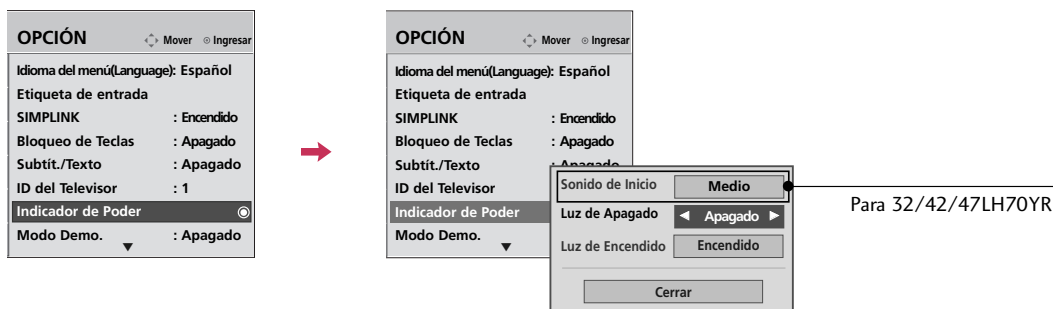 OPCIÓN Mover Ingresar
Idioma del menú(Language): Español
Etiqueta de entrada
SIMPLINK : Encendido
Bloqueo de Teclas : Apagado
Subtít./Texto : Apagado
ID del Televisor : 1
Indicador de Poder
Modo Demo. : Apagado
OPCIÓN Mover Ingresar
Idioma del menú(Language): Español
Etiqueta de entrada
SIMPLINK : Encendido
Bloqueo de Teclas : Apagado
Subtít./Texto : Apagado
ID del Televisor
Indicador de Poder
Modo Demo.
Sonido de Inicio Medio
Luz de Apagado ◄ Apagado ►
Luz de Encendido Encendido
Cerrar
Para 32/42/47LH70YR